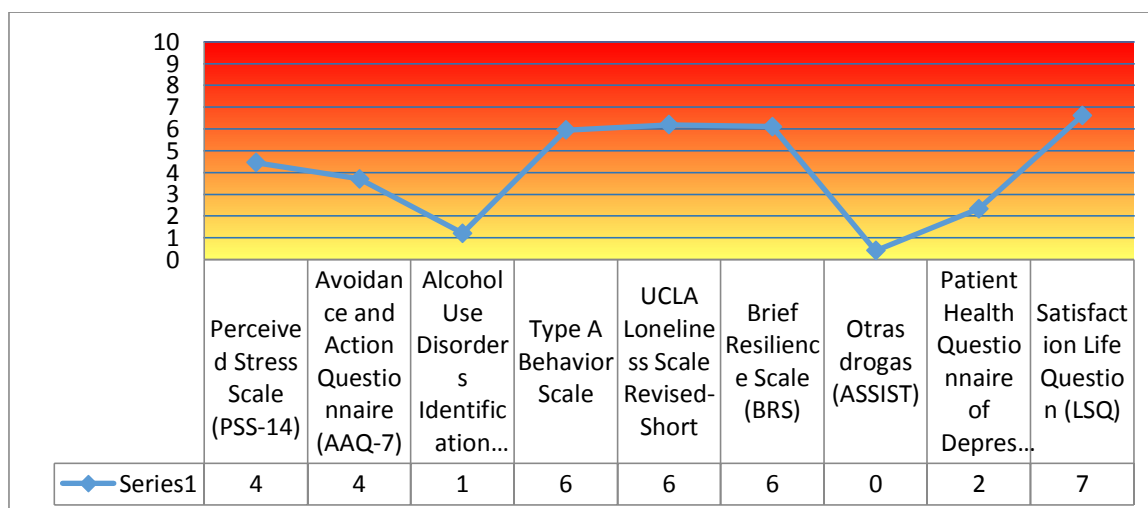 10
9
8
7
6
5
4
3
2
1
0
Perceive
d Stress
Scale
(PSS-14)
Avoidan
ce and
Action
Questio
nnaire
(AAQ-7)
Alcohol
Use
Disorder
s
Identific
ation...
Type A
Behavior
Scale
UCLA
Loneline
ss Scale
Revised-
Short
Brief
Resilienc
e Scale
(BRS)
Otras
drogas
(ASSIST)
Patient
Health
Questio
nnaire
of
Depres...
Satisfact
ion Life
Questio
n (LSQ)
Series1 4 4 1 6 6 6 0 2 7